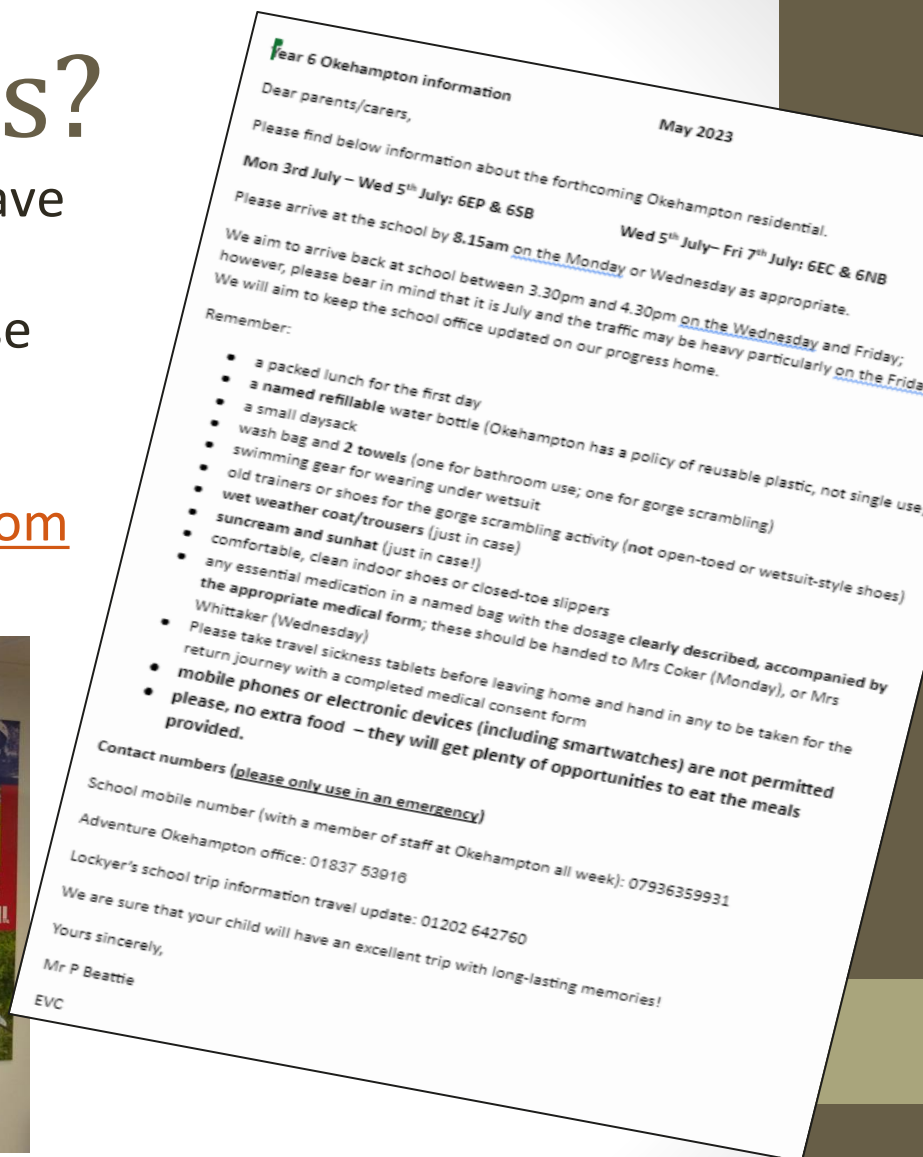 s?
ave
se
om
Year 6 Okehampton information
May 2023
Dear parents/carers,
Please find below information about the forthcoming Okehampton residential.
Mon 3rd July – Wed 5th July: 6EP & 6SB
Wed 5th July– Fri 7th July: 6EC & 6NB
Please arrive at the school by 8.15am on the Monday or Wednesday as appropriate.
We aim to arrive back at school between 3.30pm and 4.30pm on the Wednesday and Friday;
however, please bear in mind that it is July and the traffic may be heavy particularly on the Frida
We will aim to keep the school office updated on our progress home.
Remember:
● a packed lunch for the first day
● a named refillable water bottle (Okehampton has a policy of reusable plastic, not single use
● a small daysack
● wash bag and 2 towels (one for bathroom use; one for gorge scrambling)
● swimming gear for wearing under wetsuit
● old trainers or shoes for the gorge scrambling activity (not open-toed or wetsuit-style shoes)
● wet weather coat/trousers (just in case)
● suncream and sunhat (just in case!)
● comfortable, clean indoor shoes or closed-toe slippers
● any essential medication in a named bag with the dosage clearly described, accompanied by
the appropriate medical form; these should be handed to Mrs Coker (Monday), or Mrs
Whittaker (Wednesday)
● Please take travel sickness tablets before leaving home and hand in any to be taken for the
return journey with a completed medical consent form
● mobile phones or electronic devices (including smartwatches) are not permitted
● please, no extra food – they will get plenty of opportunities to eat the meals
provided.
Contact numbers (please only use in an emergency)
School mobile number (with a member of staff at Okehampton all week): 07936359931
Adventure Okehampton office: 01837 53916
Lockyer's school trip information travel update: 01202 642760
We are sure that your child will have an excellent trip with long-lasting memories!
Yours sincerely,
Mr P Beattie
EVC